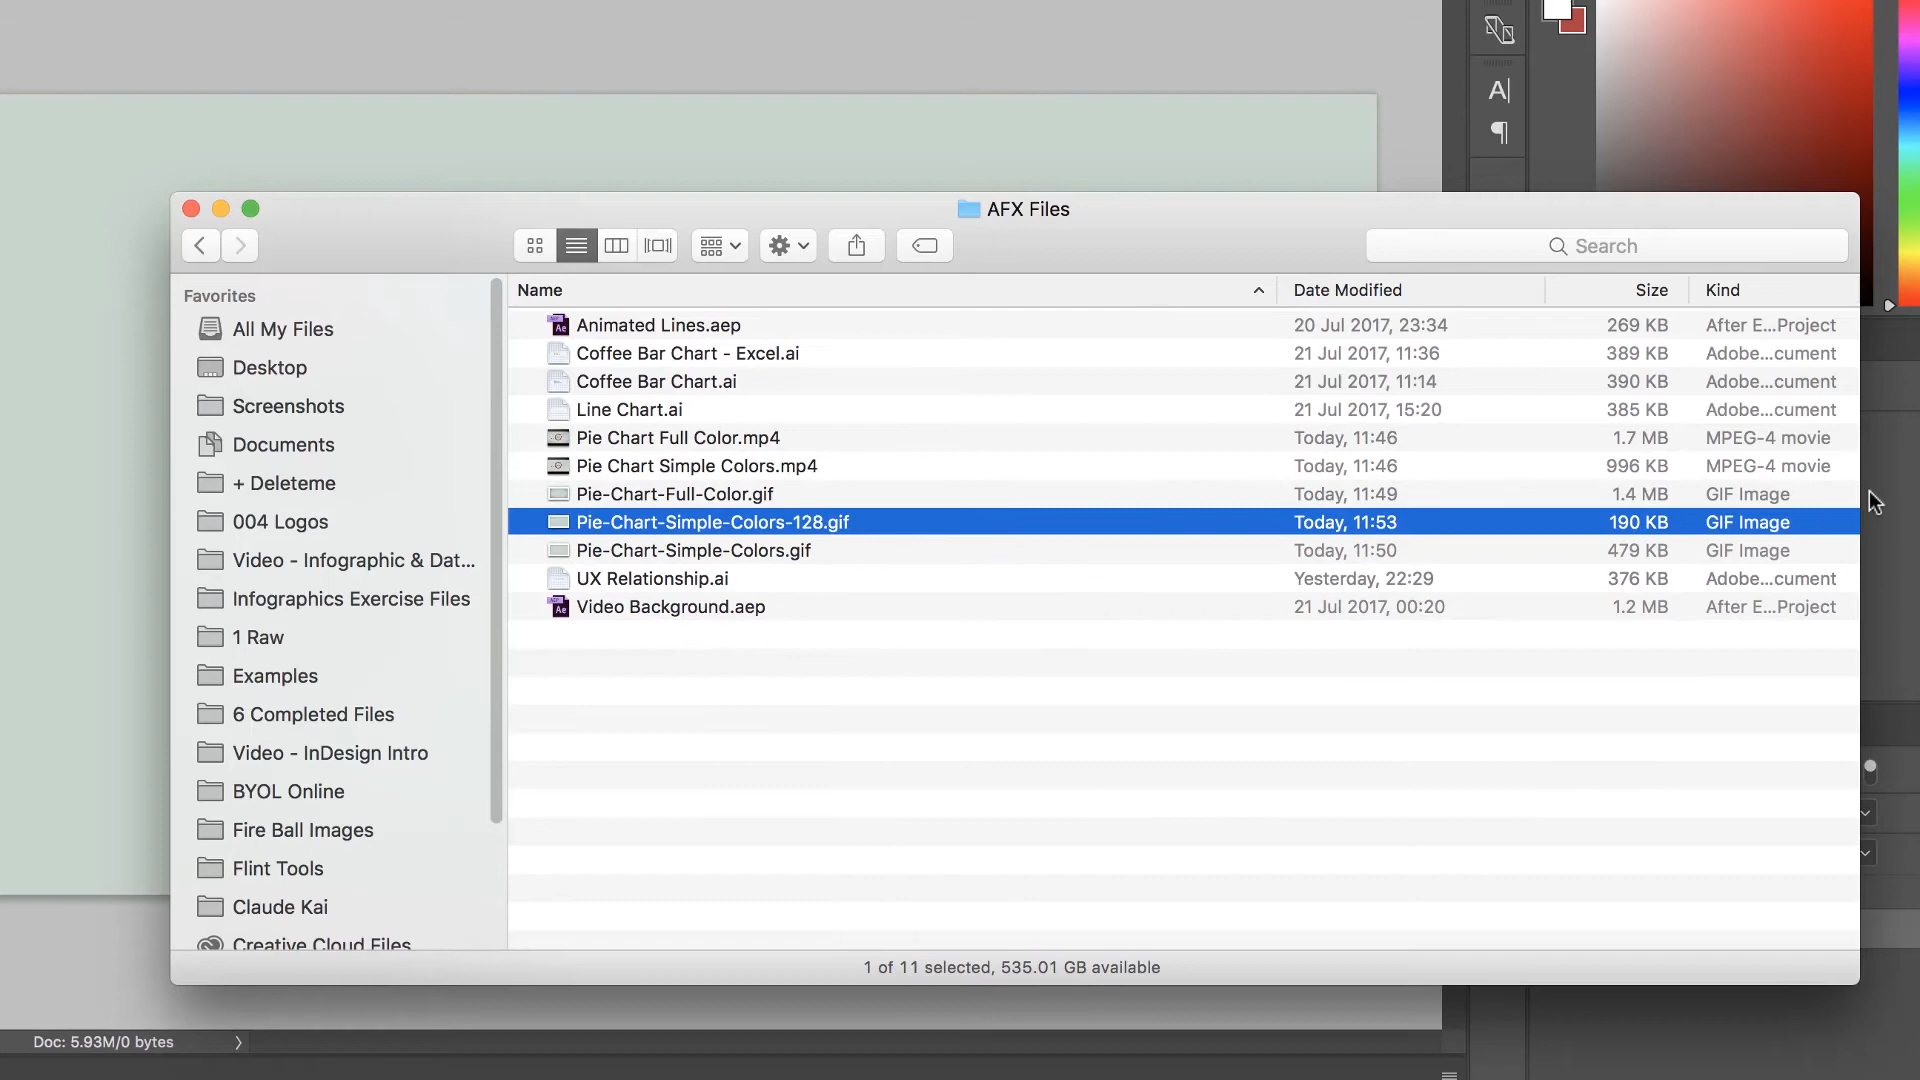 A|
AFX Files
Search
Favorites
All My Files
Desktop
Screenshots
Documents
+ Deleteme
004 Logos
Video - Infographic & Dat...
Infographics Exercise Files
1 Raw
Examples
6 Completed Files
Video - InDesign Intro
BYOL Online
Fire Ball Images
Flint Tools
Claude Kai
Creative Cloud Files
Name Date Modified Size Kind
Animated Lines.aep 20 Jul 2017, 23:34 269 KB After E...Project
Coffee Bar Chart - Excel.ai 21 Jul 2017, 11:36 389 KB Adobe...cument
Coffee Bar Chart.ai 21 Jul 2017, 11:14 390 KB Adobe...cument
Line Chart.ai 21 Jul 2017, 15:20 385 KB Adobe...cument
Pie Chart Full Color.mp4 Today, 11:46 1.7 MB MPEG-4 movie
Pie Chart Simple Colors.mp4 Today, 11:46 996 KB MPEG-4 movie
Pie-Chart-Full-Color.gif Today, 11:49 1.4 MB GIF Image
Pie-Chart-Simple-Colors-128.gif Today, 11:53 190 KB GIF Image
Pie-Chart-Simple-Colors.gif Today, 11:50 479 KB GIF Image
UX Relationship.ai Yesterday, 22:29 376 KB Adobe...cument
Video Background.aep 21 Jul 2017, 00:20 1.2 MB After E...Project
1 of 11 selected, 535.01 GB available
Doc: 5.93M/0 bytes